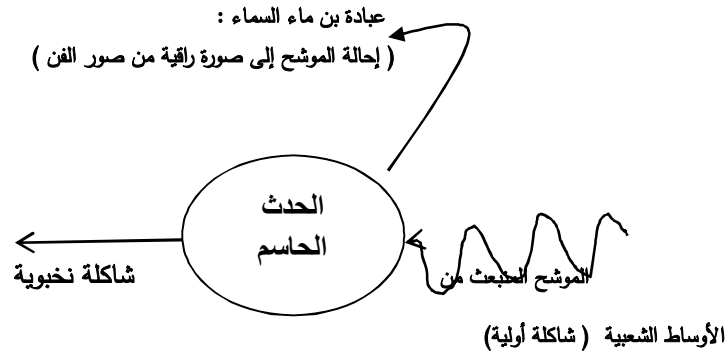 عبادة بن ماء السماء :
( إحالة الموشح إلى صورة راقية من صور الفن )
الحدث
الحاسم
الموشح المنبعث من
الأوساط الشعبية ( شاكلة أولية)
شاكلة نخبوية